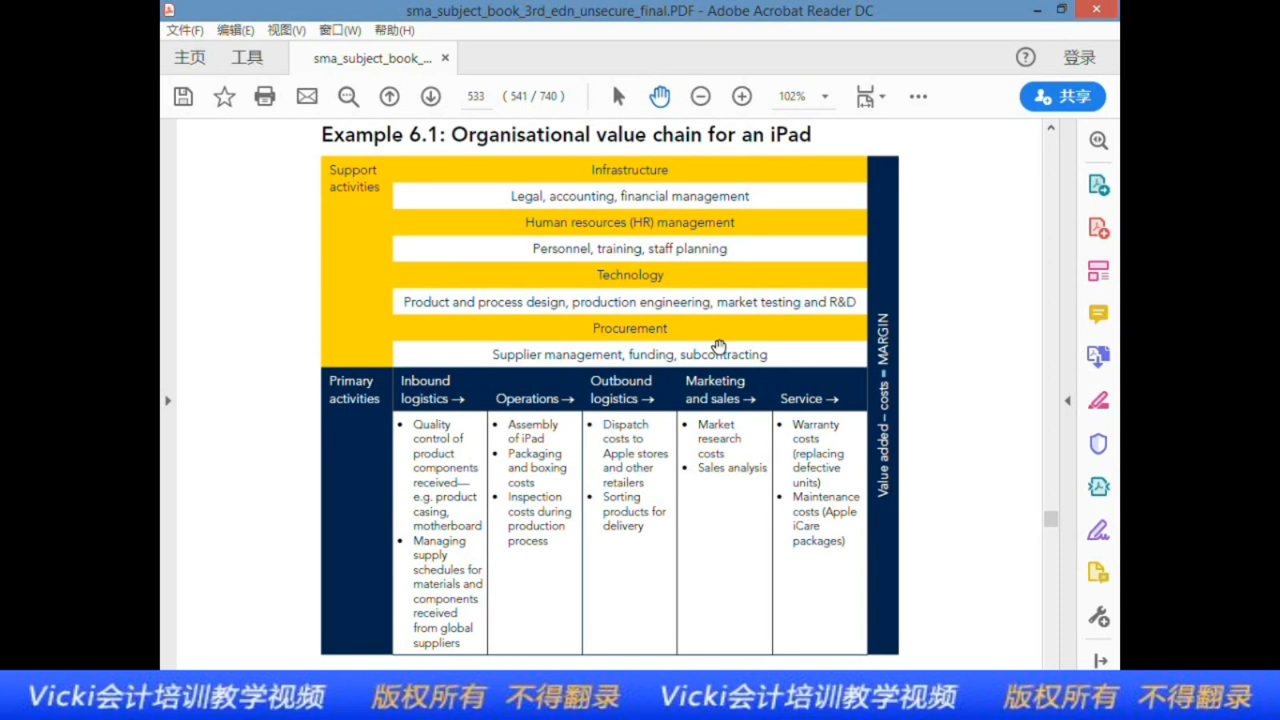 sma_subject_book_3rd_edn_unsecure_final.PDF - Adobe Acrobat Reader DC
文件(F) 编辑(E) 视图(V) 窗口(W) 帮助(H)
主页 工具 sma_subject_book_... × 登录
533 (541 / 740) 102% 共享
Example 6.1: Organisational value chain for an iPad
Support
activities
Infrastructure
Legal, accounting, financial management
Human resources (HR) management
Personnel, training, staff planning
Technology
Product and process design, production engineering, market testing and R&D
Procurement
Supplier management, funding, subcontracting
Primary
activities
Inbound
logistics →
Operations →
Outbound
logistics →
Marketing
and sales →
Service →
• Quality
control of
product
components
received—
e.g. product
casing,
motherboard
• Managing
supply
schedules for
materials and
components
received
from global
suppliers
• Assembly
of iPad
• Packaging
and boxing
costs
• Inspection
costs during
production
process
• Dispatch
costs to
Apple stores
and other
retailers
• Sorting
products for
delivery
• Market
research
costs
• Sales analysis
• Warranty
costs
(replacing
defective
units)
• Maintenance
costs (Apple
iCare
packages)
Value added – costs = MARGIN
Vicki会计培训教学视频 版权所有 不得翻录 Vicki会计培训教学视频 版权所有 不得翻录